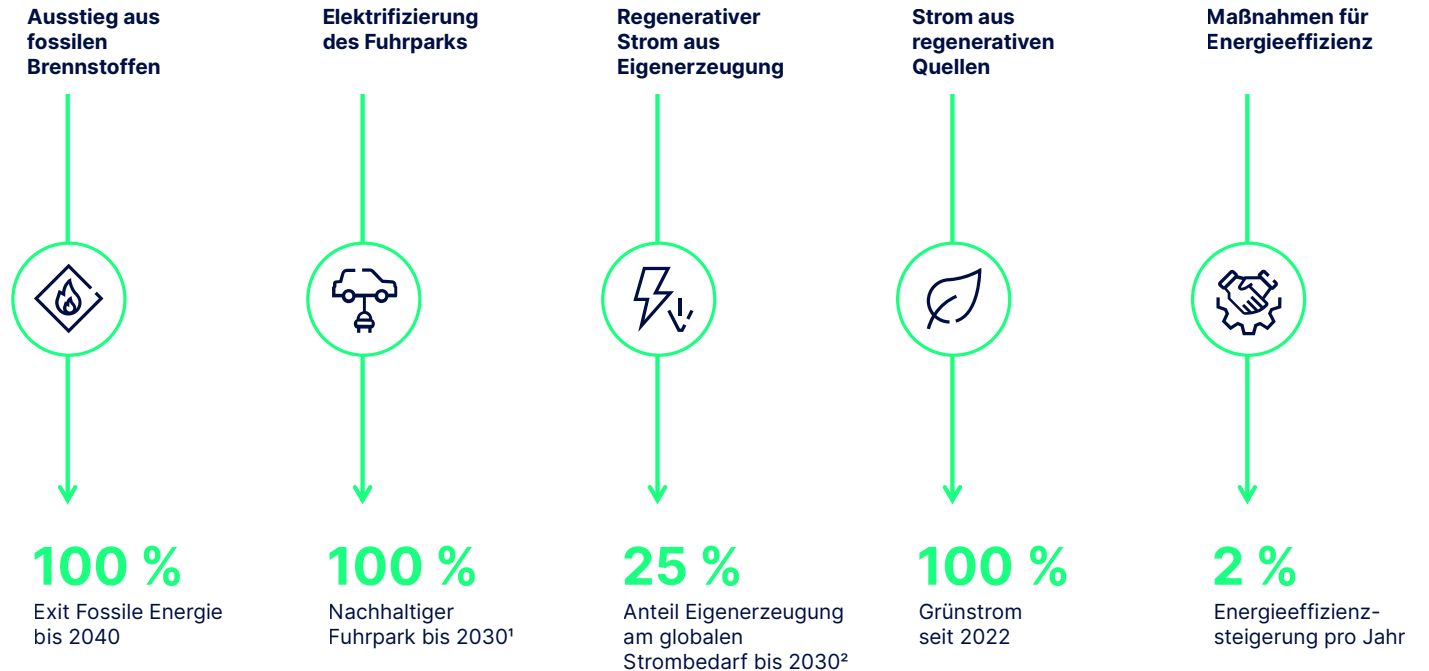 Ausstieg aus
fossilen
Brennstoffen
Elektrifizierung
des Fuhrparks
Regenerativer
Strom aus
Eigenerzeugung
Strom aus
regenerativen
Quellen
Maßnahmen für
Energieeffizienz
100 %
Exit Fossile Energie
bis 2040
100 %
Nachhaltiger
Fuhrpark bis 2030¹
25 %
Anteil Eigenerzeugung
am globalen
Strombedarf bis 2030²
100 %
Grünstrom
seit 2022
2 %
Energieeffizienz-
steigerung pro Jahr